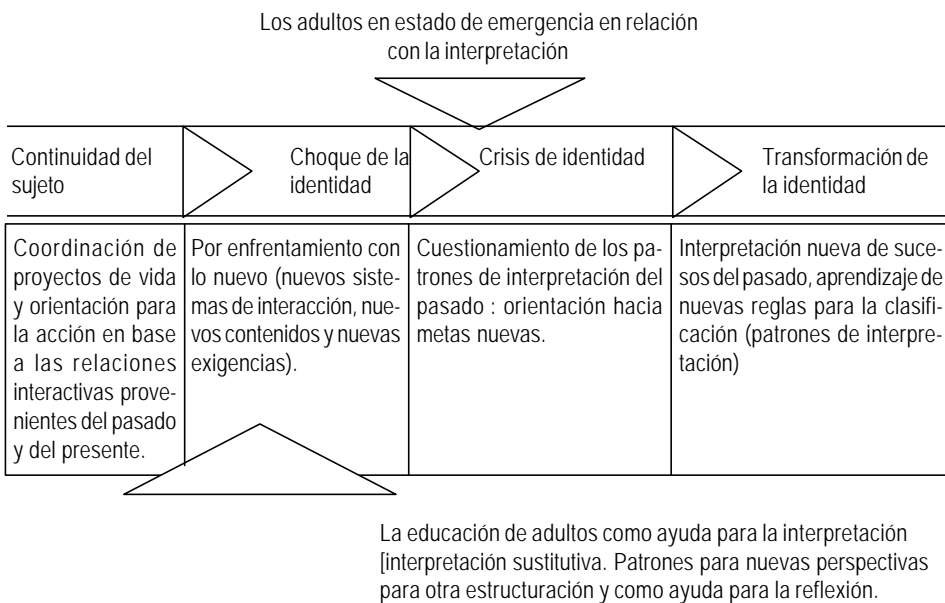 Los adultos en estado de emergencia en relación
con la interpretación
Continuidad del
sujeto
Choque de la
identidad
Crisis de identidad
Transformación de
la identidad
Coordinación de
proyectos de vida
y orientación para
la acción en base
a las relaciones
interactivas prove-
nientes del pasado
y del presente.
Por enfrentamiento con
lo nuevo (nuevos siste-
mas de interacción, nue-
vos contenidos y nuevas
exigencias).
Cuestionamiento de los pa-
trones de interpretación del
pasado : orientación hacia
metas nuevas.
Interpretación nueva de suce-
sos del pasado, aprendizaje de
nuevas reglas para la clasifi-
cación (patrones de interpre-
tación)
La educación de adultos como ayuda para la interpretación
[interpretación sustitutiva. Patrones para nuevas perspectivas
para otra estructuración y como ayuda para la reflexión.